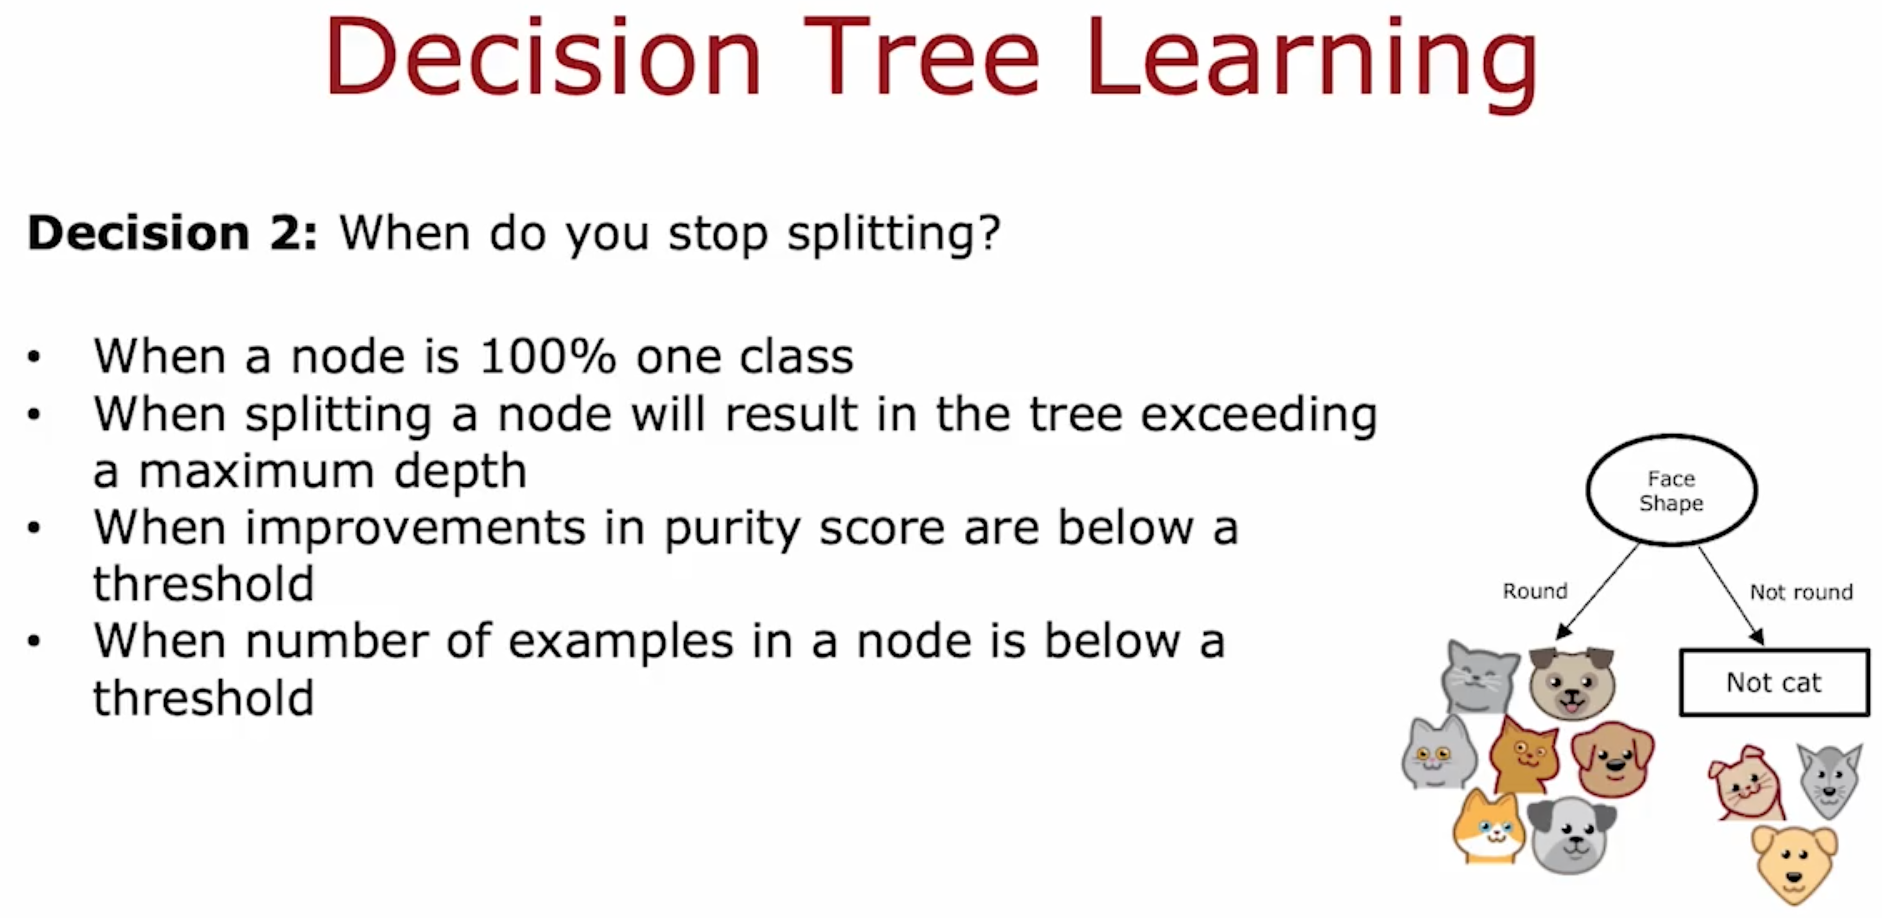 Decision Tree Learning
Decision 2: When do you stop splitting?
• When a node is 100% one class
• When splitting a node will result in the tree exceeding
a maximum depth
• When improvements in purity score are below a
threshold
• When number of examples in a node is below a
threshold
Face
Shape
Round
Not round
Not cat